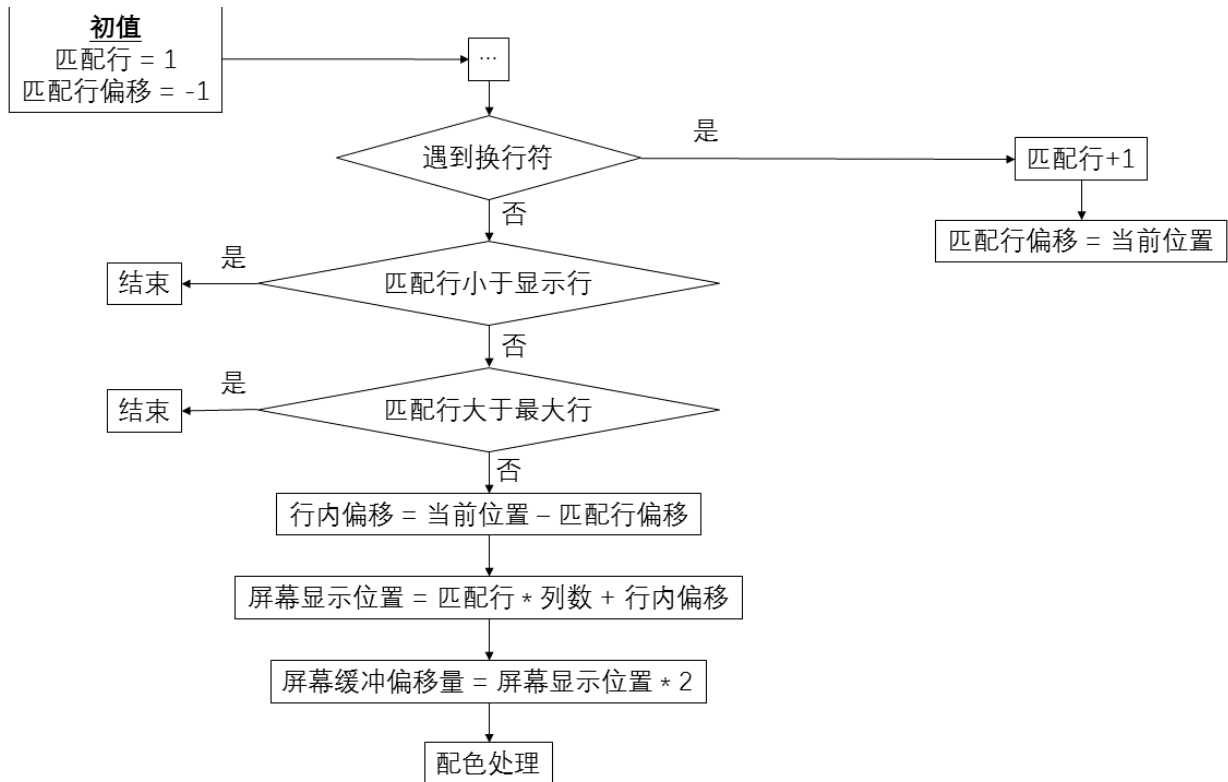 初值
匹配行 = 1
匹配行偏移 = -1
...
遇到换行符
是
匹配行+1
匹配行偏移 = 当前位置
否
匹配行小于显示行
是
结束
否
匹配行大于最大行
是
结束
否
行内偏移 = 当前位置 – 匹配行偏移
屏幕显示位置 = 匹配行 * 列数 + 行内偏移
屏幕缓冲偏移量 = 屏幕显示位置 * 2
配色处理